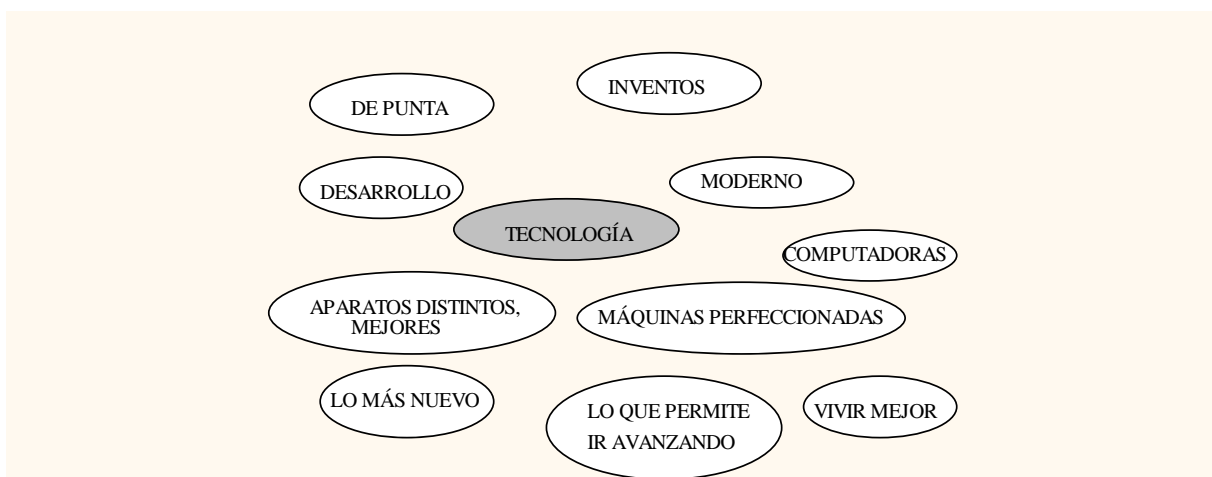 INVENTOS
DE PUNTA
MODERNO
DESARROLLO
TECNOLOGÍA
COMPUTADORAS
APARATOS DISTINTOS,
MEJORES
MÁQUINAS PERFECCIONADAS
LO MÁS NUEVO
LO QUE PERMITE
IR AVANZANDO
VIVIR MEJOR